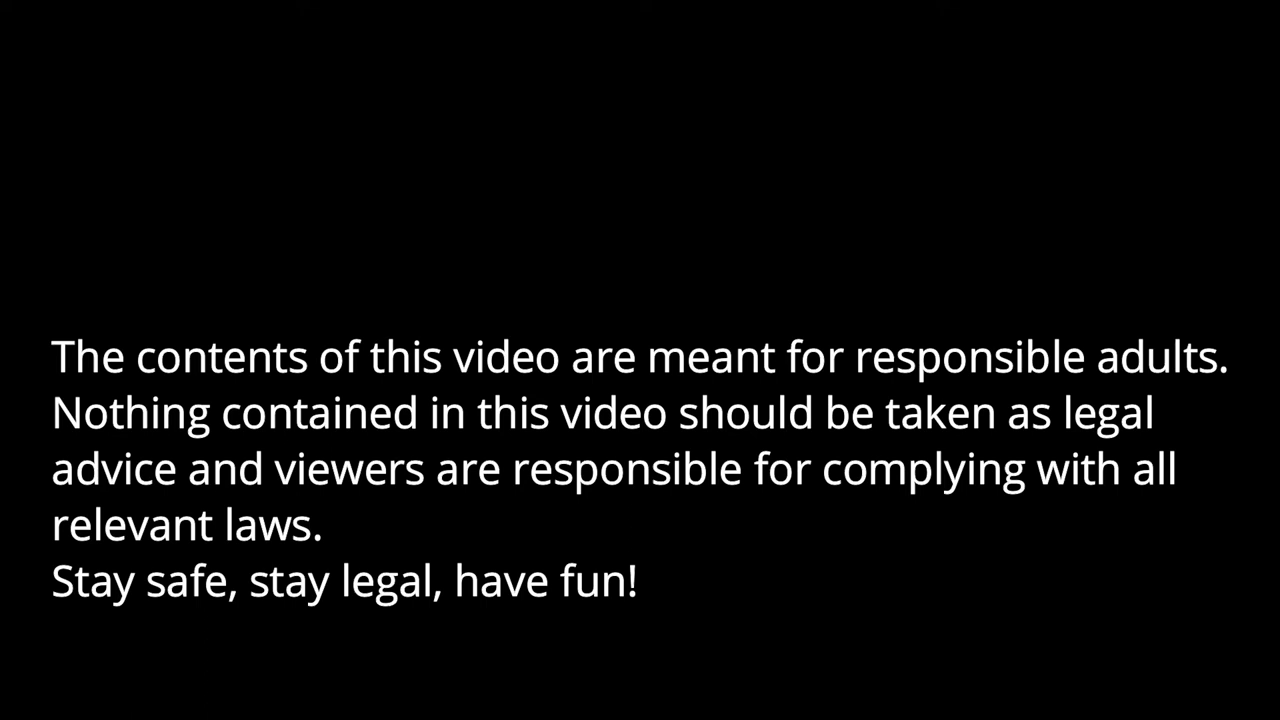 The contents of this video are meant for responsible adults.
Nothing contained in this video should be taken as legal
advice and viewers are responsible for complying with all
relevant laws.
Stay safe, stay legal, have fun!